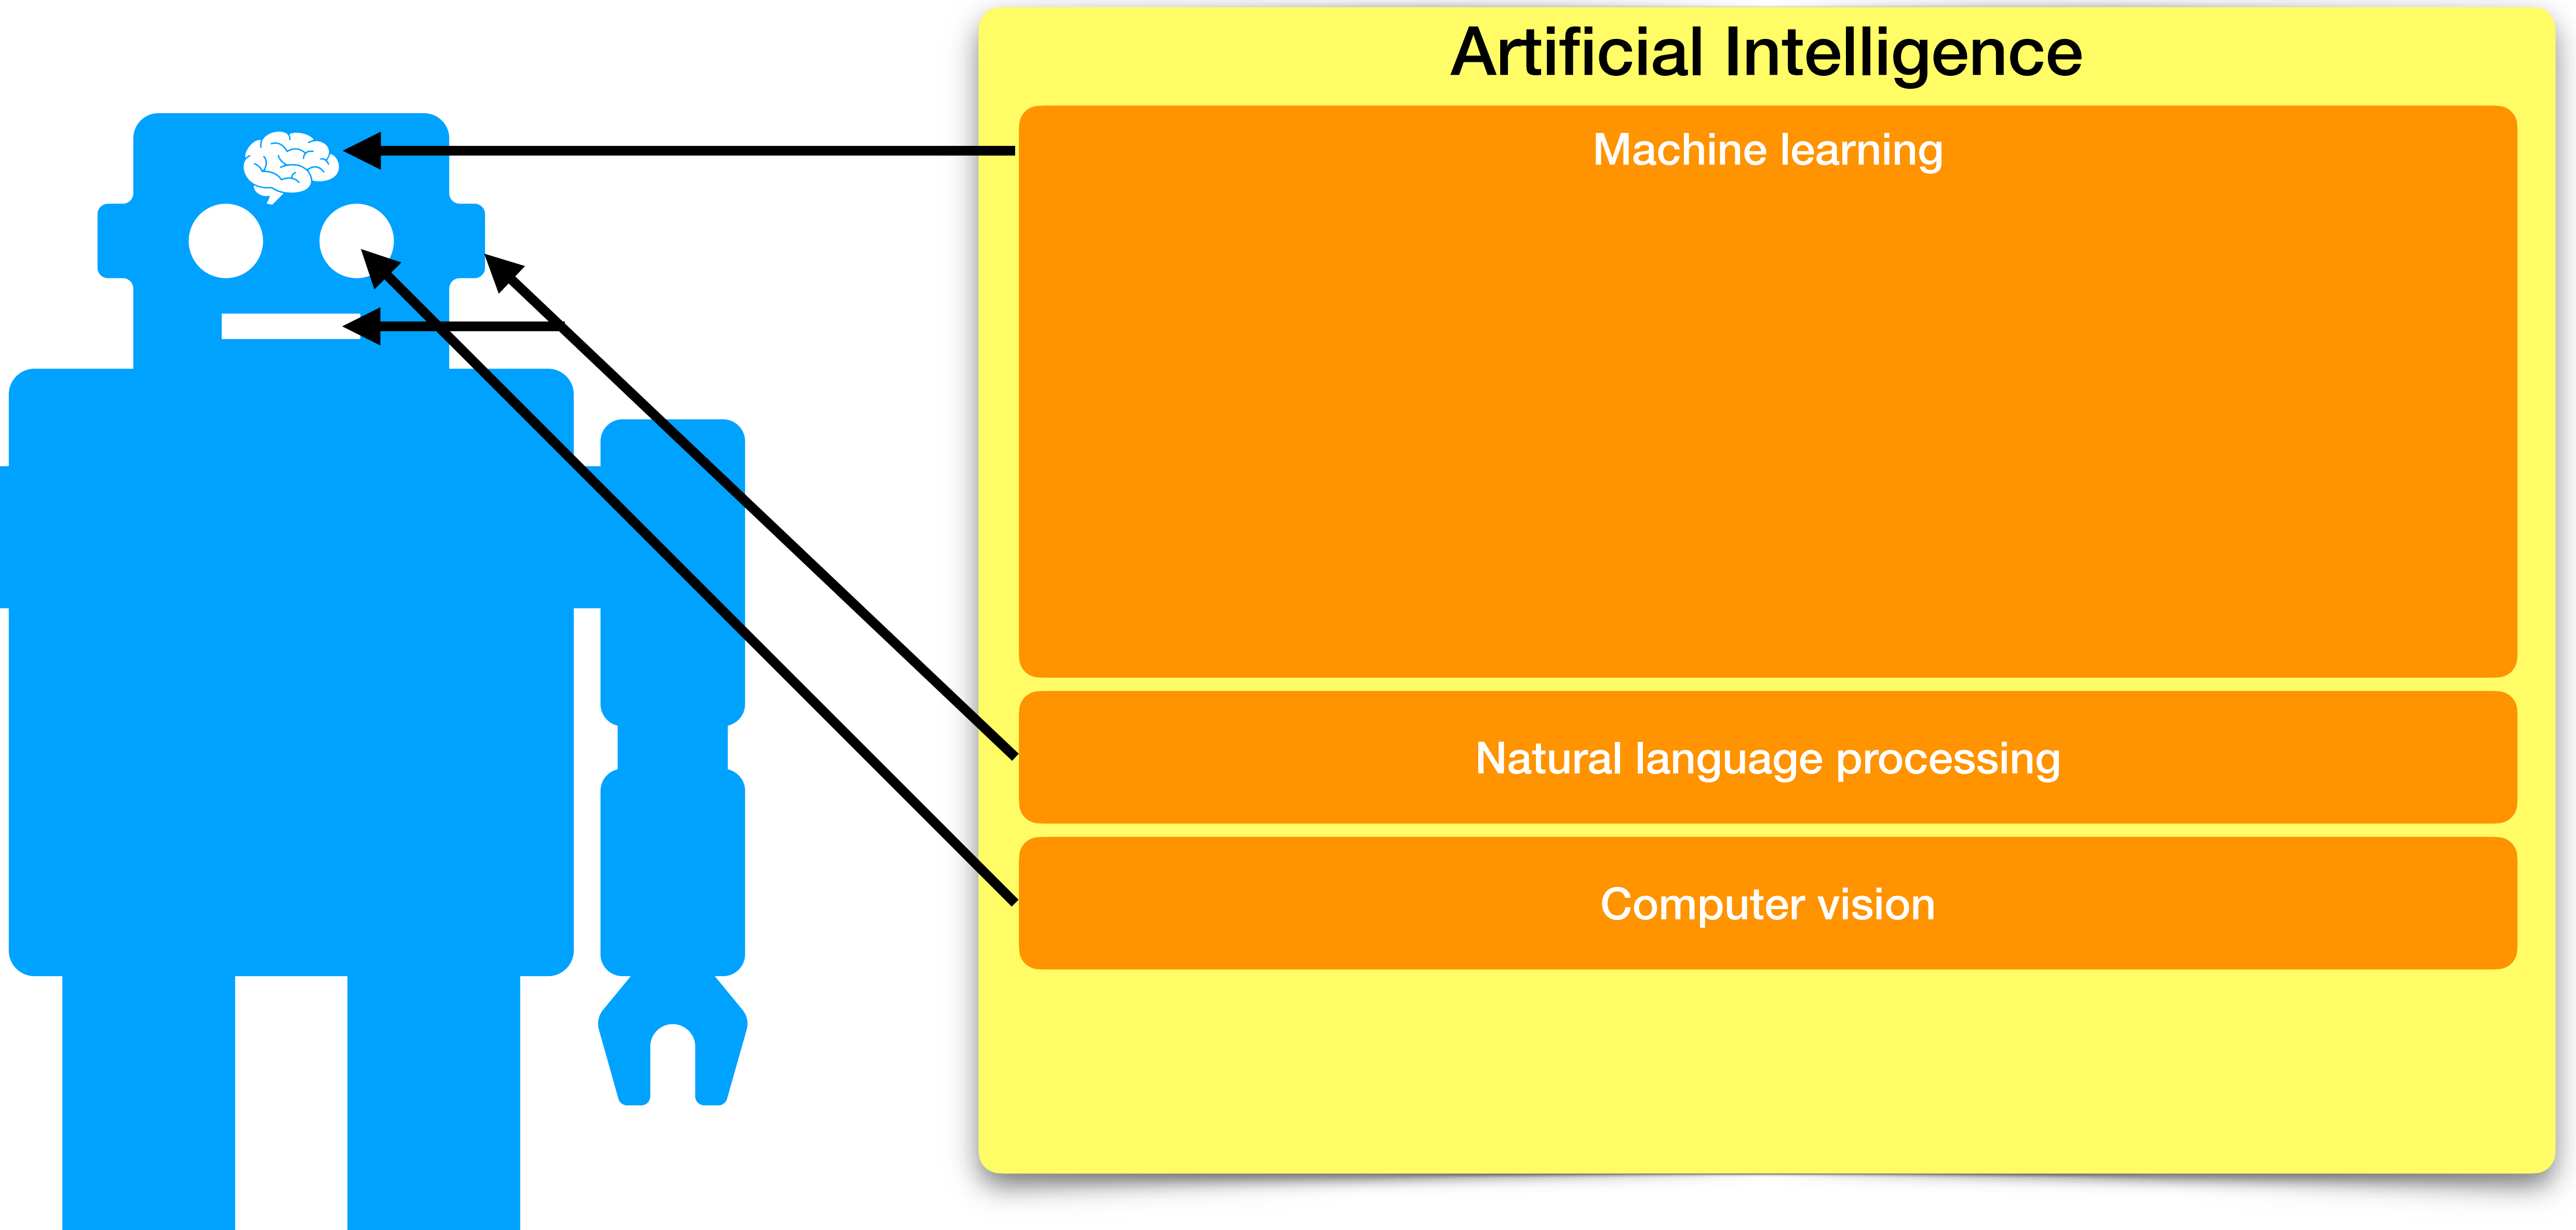 Artificial Intelligence
Machine learning
Natural language processing
Computer vision